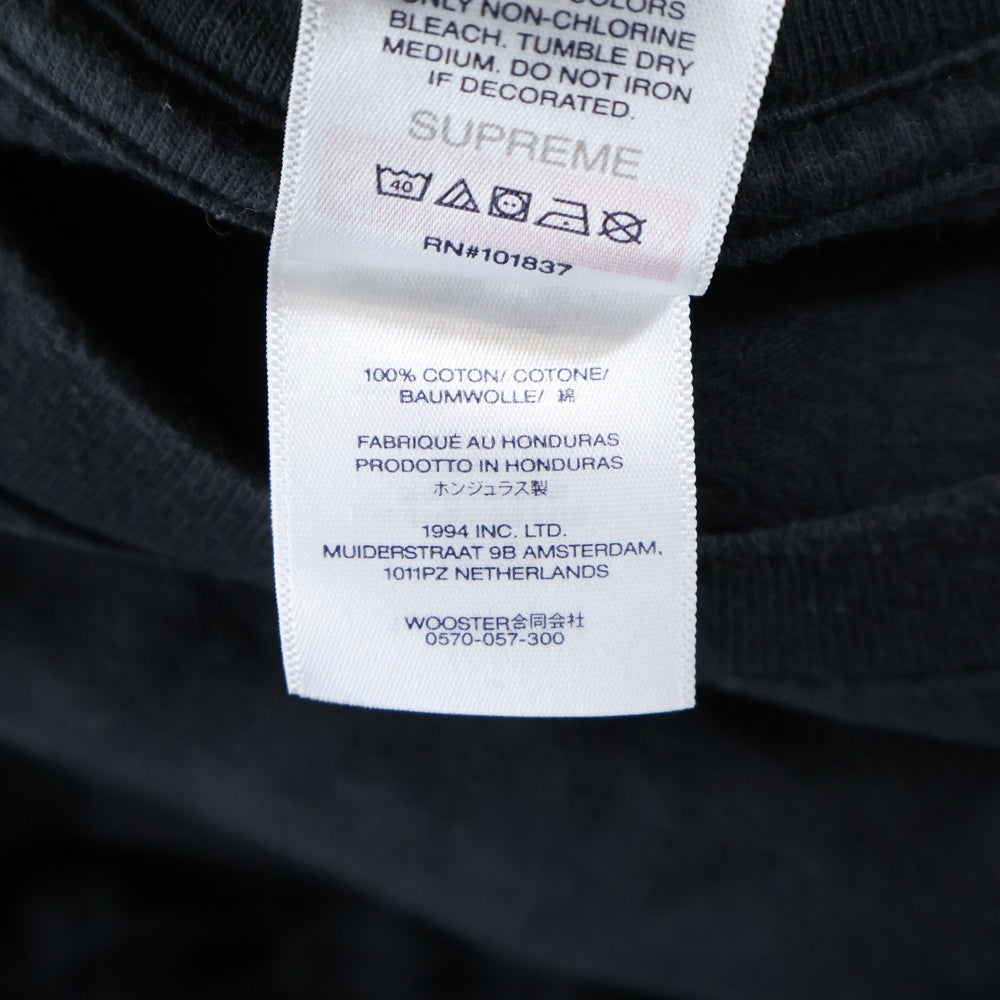 COLORS
ONLY NON-CHLORINE
BLEACH. TUMBLE DRY
MEDIUM. DO NOT IRON
IF DECORATED.
SUPREME
40
RN#101837
100% COTON/ COTONE/
BAUMWOLLE/ 綿
FABRIQUÉ AU HONDURAS
PRODOTTO IN HONDURAS
ホンジュラス製
1994 INC. LTD.
MUIDERSTRAAT 9B AMSTERDAM,
1011PZ NETHERLANDS
WOOSTER合同会社
0570-057-300